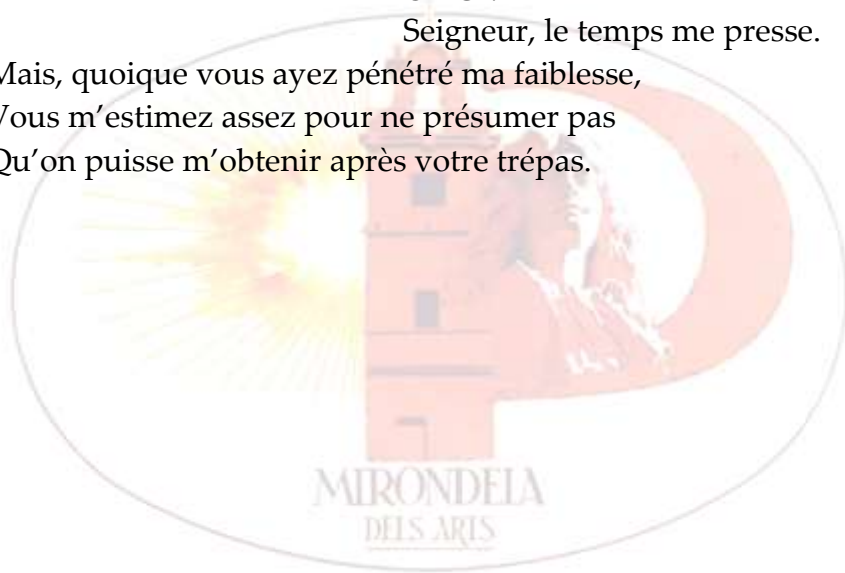 Seigneur, le temps me presse.
Mais, quoique vous ayez pénétré ma faiblesse,
Vous m’estimez assez pour ne présumer pas
Qu’on puisse m’obtenir après votre trépas.
MIRONDELA
DELS ARTS